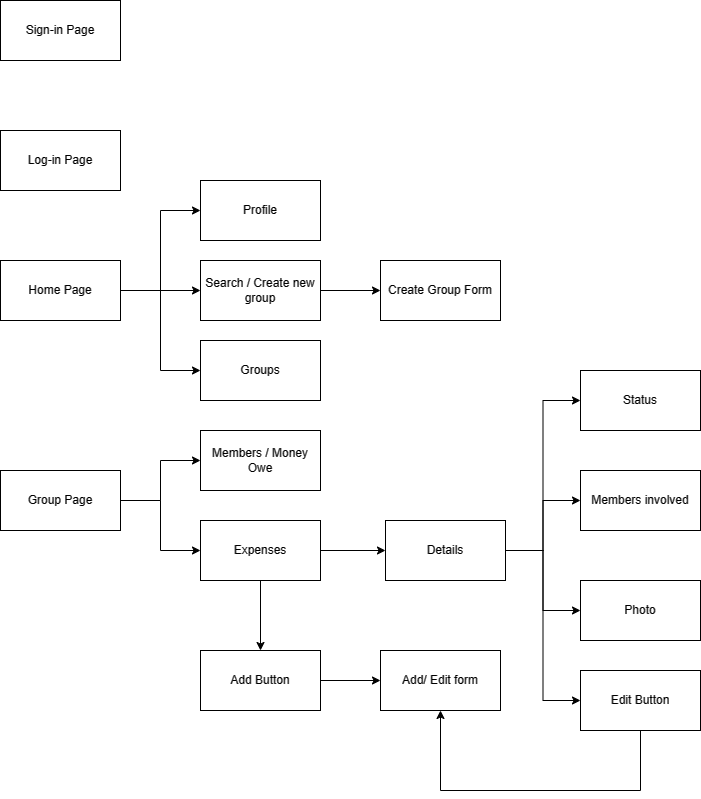 Sign-in Page
Log-in Page
Profile
Home Page
Search / Create new
group
Create Group Form
Groups
Status
Members / Money
Owe
Group Page
Members involved
Expenses
Details
Photo
Add Button
Add/ Edit form
Edit Button